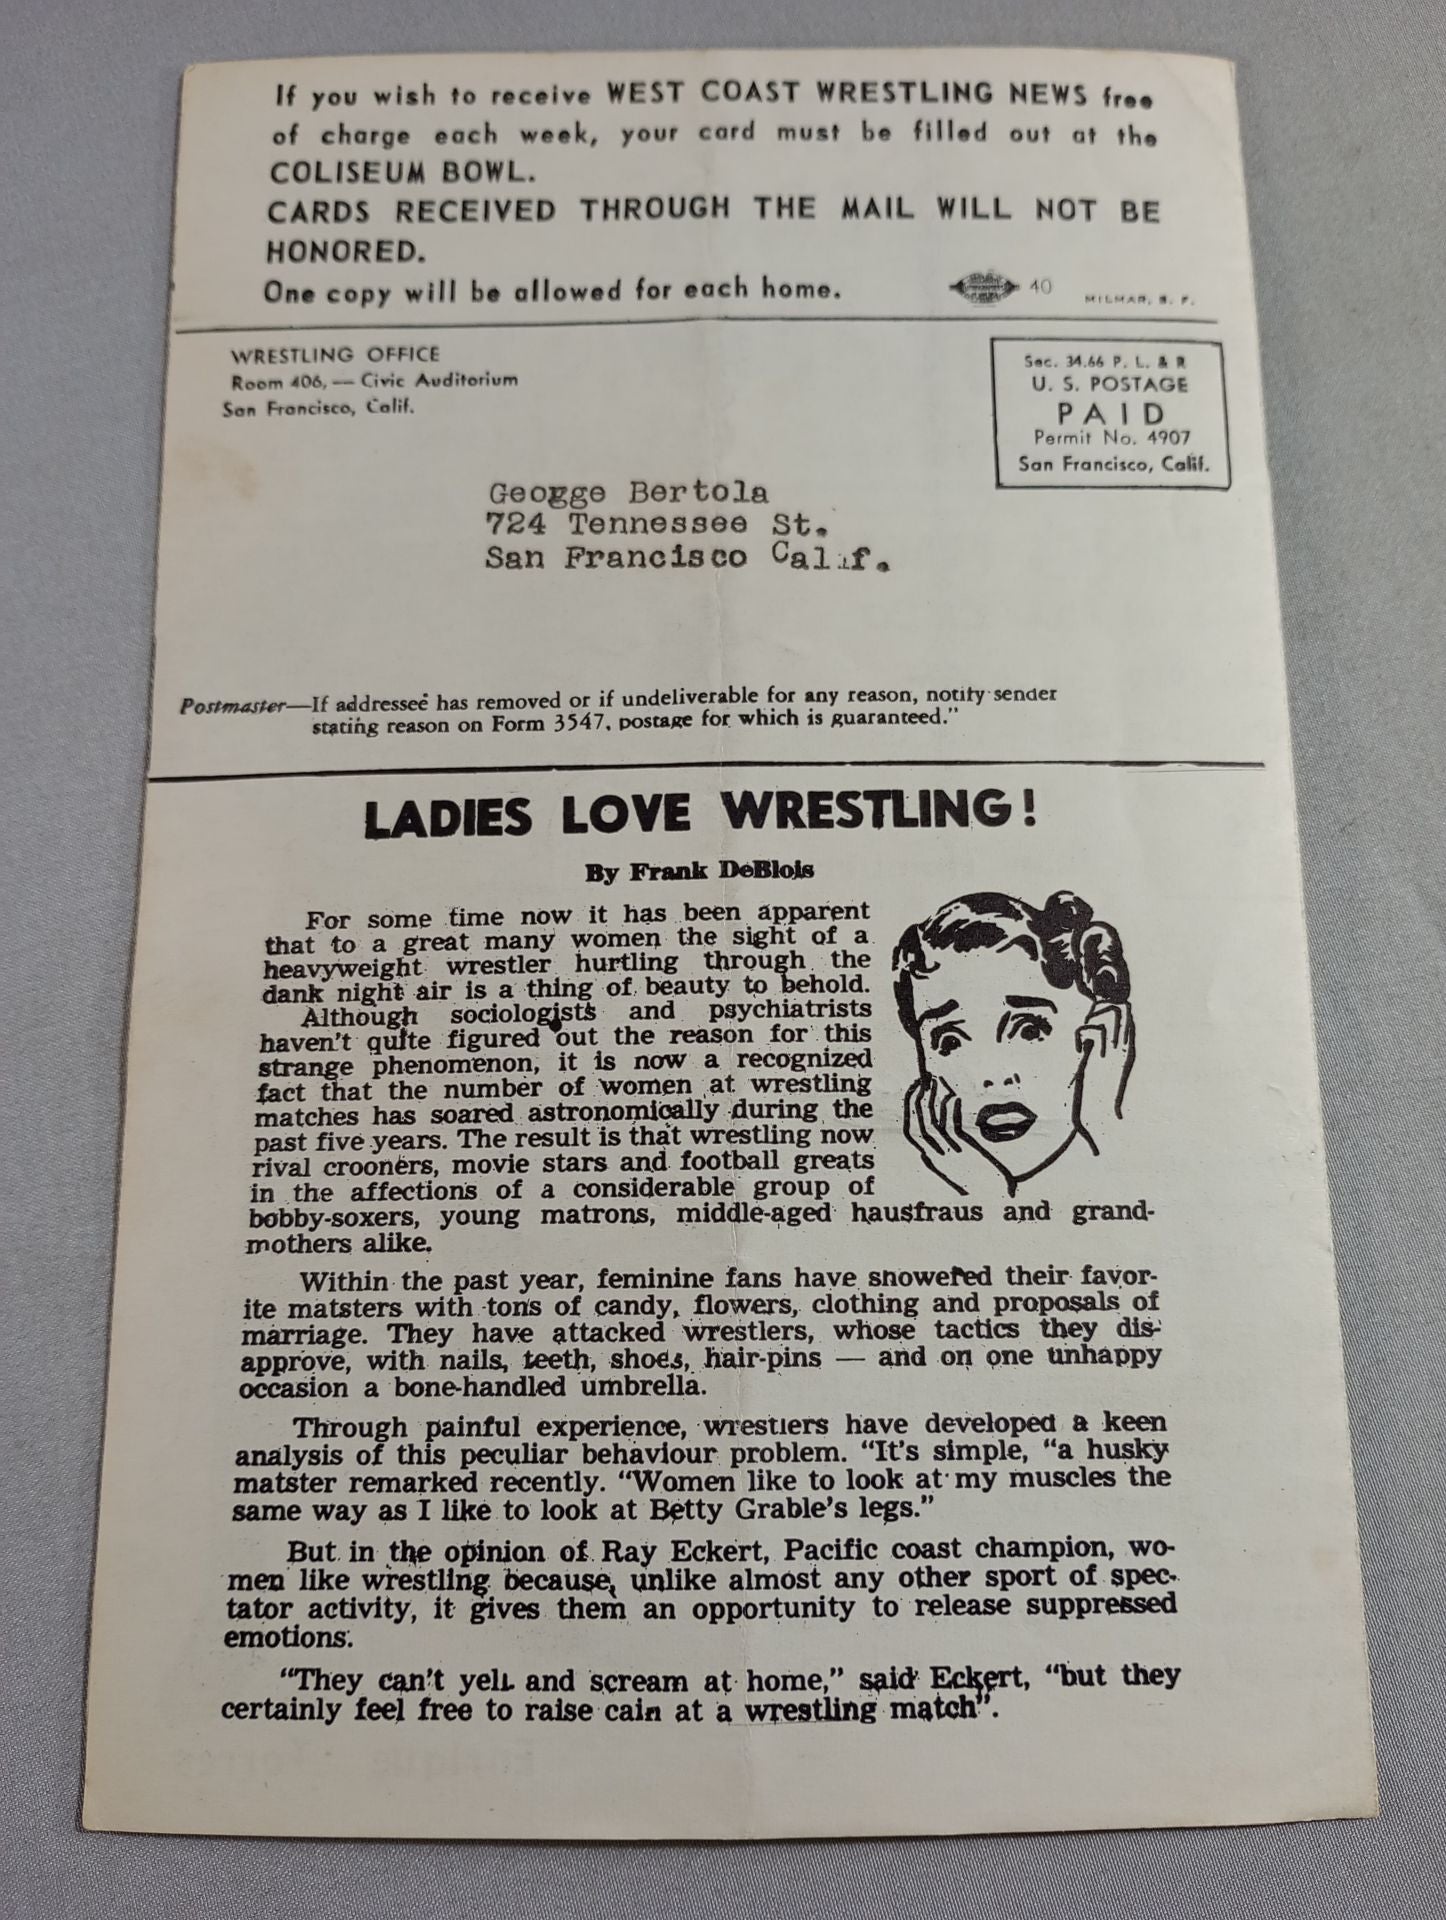 If you wish to receive WEST COAST WRESTLING NEWS free
of charge each week, your card must be filled out at the
COLISEUM BOWL.
CARDS RECEIVED THROUGH THE MAIL WILL NOT BE
HONORED.
One copy will be allowed for each home.
40 MILMAR, S. F.
WRESTLING OFFICE
Room 406, — Civic Auditorium
San Francisco, Calif.
Sec. 34.66 P. L. & R
U. S. POSTAGE
PAID
Permit No. 4907
San Francisco, Calif.
Geogge Bertola
724 Tennessee St.
San Francisco Calif.
Postmaster—If addressee has removed or if undeliverable for any reason, notify sender
stating reason on Form 3547, postage for which is guaranteed."
LADIES LOVE WRESTLING!
By Frank DeBlois
For some time now it has been apparent
that to a great many women the sight of a
heavyweight wrestler hurtling through the
dank night air is a thing of beauty to behold.
Although sociologists and psychiatrists
haven't quite figured out the reason for this
strange phenomenon, it is now a recognized
fact that the number of women at wrestling
matches has soared astronomically during the
past five years. The result is that wrestling now
rival crooners, movie stars and football greats
in the affections of a considerable group of
bobby-soxers, young matrons, middle-aged hausfraus and grand-
mothers alike.
Within the past year, feminine fans have showered their favor-
ite matsters with tons of candy, flowers, clothing and proposals of
marriage. They have attacked wrestlers, whose tactics they dis-
approve, with nails, teeth, shoes, hair-pins — and on one unhappy
occasion a bone-handled umbrella.
Through painful experience, wrestlers have developed a keen
analysis of this peculiar behaviour problem. "It's simple, "a husky
matster remarked recently. "Women like to look at my muscles the
same way as I like to look at Betty Grable's legs."
But in the opinion of Ray Eckert, Pacific coast champion, wo-
men like wrestling because, unlike almost any other sport of spec-
tator activity, it gives them an opportunity to release suppressed
emotions.
"They can't yell and scream at home," said Eckert, "but they
certainly feel free to raise cain at a wrestling match".